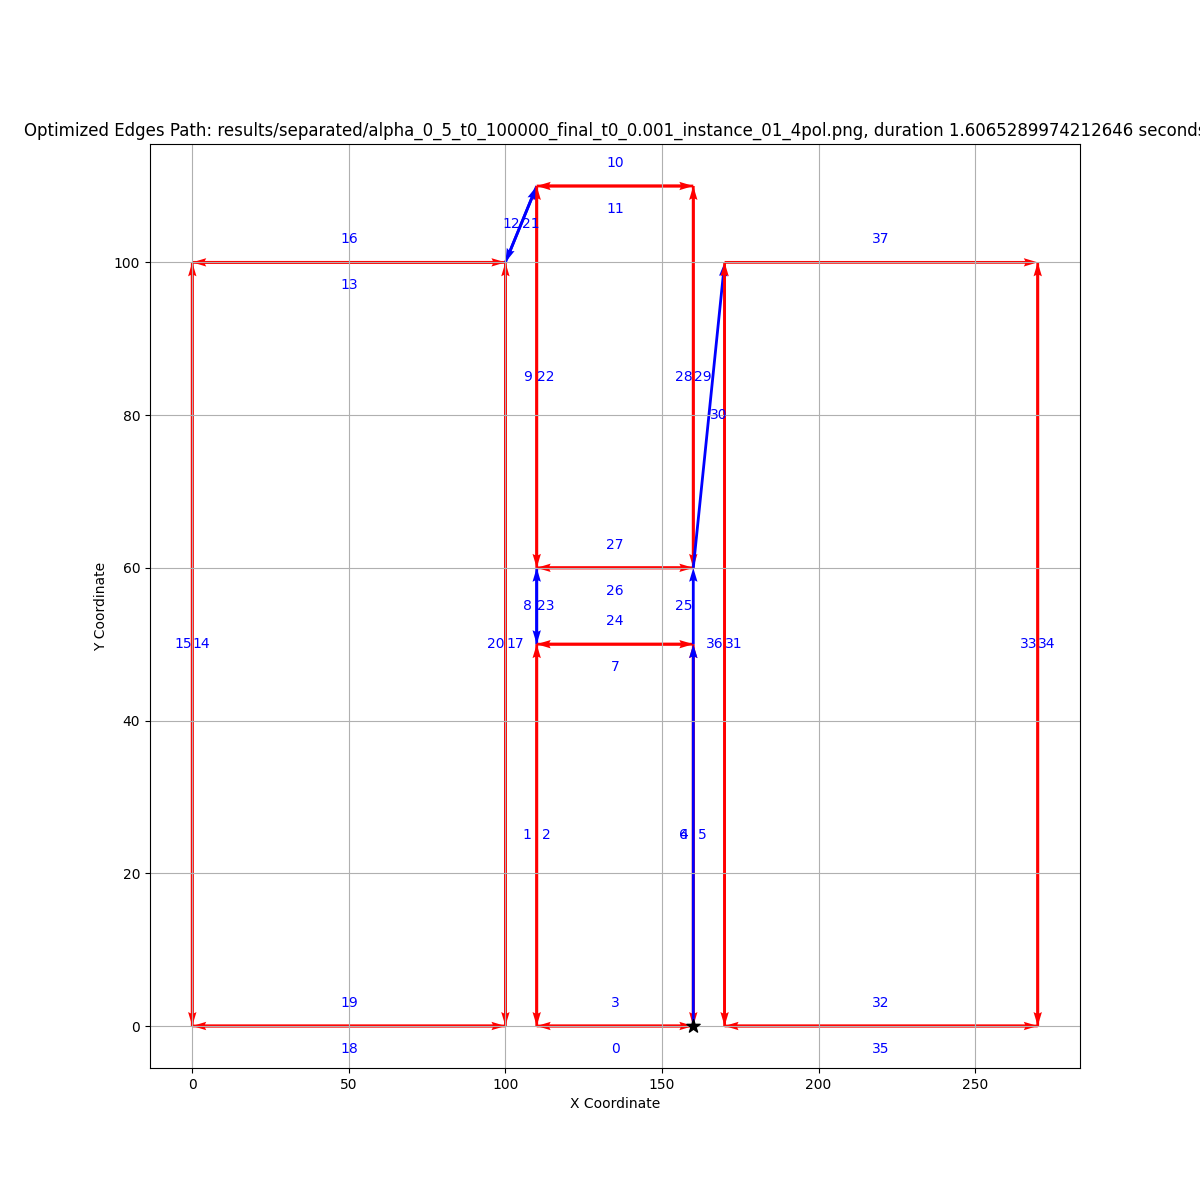 Optimized Edges Path: results/separated/alpha_0_5_t0_100000_final_t0_0.001_instance_01_4pol.png, duration 1.6065289974212646 seconds
10
12 21 11
16 37
100
13
9 22 28 29
80 30
27
60
26
8 23 25
24
15 14 20 17 36 31 33 34
7
40
Y Coordinate
1 2 6 4 5
20
19 3 32
0
18 0 35
0 50 100 150 200 250
X Coordinate